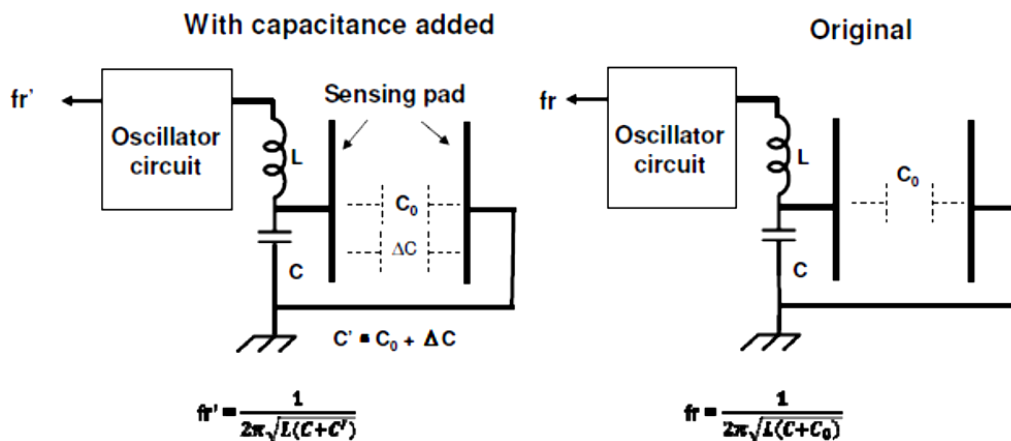 With capacitance added
fr'
Oscillator
circuit
L
Sensing pad
C₀
ΔC
C
C' = C₀ + ΔC
fr' = 1 / 2π√L(C+C')
Original
fr
Oscillator
circuit
L
C₀
C
fr = 1 / 2π√L(C+C₀)